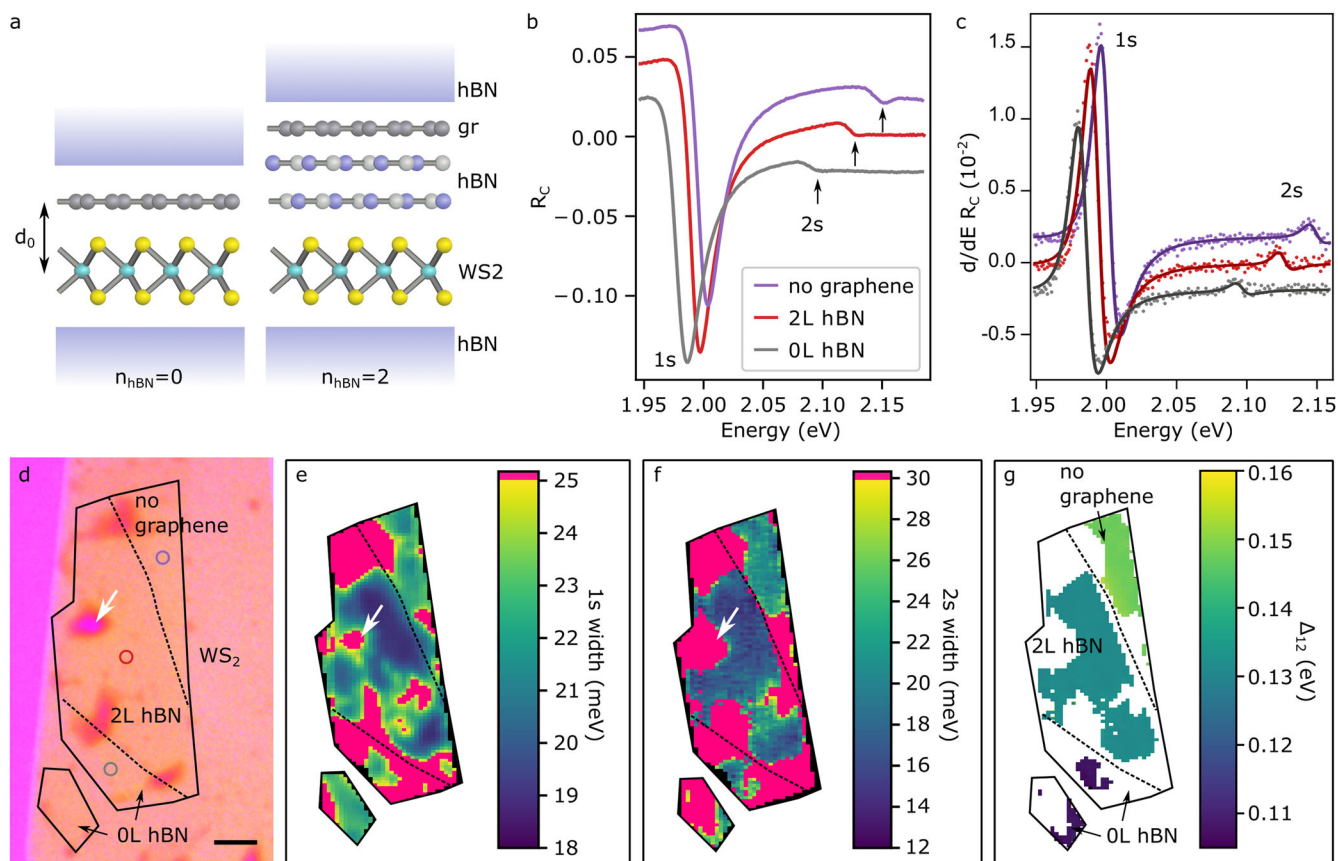 a
hBN
gr
hBN
d₀
WS2
hBN
n_hBN=0
n_hBN=2
b
0.05
0.00
−0.05
−0.10
R_C
2s
1s
no graphene
2L hBN
0L hBN
1.95
2.00
2.05
2.10
2.15
Energy (eV)
c
1.5
1.0
0.5
0.0
-0.5
d/dE R_C (10⁻²)
1s
2s
1.95
2.00
2.05
2.10
2.15
Energy (eV)
d
no
graphene
WS₂
2L hBN
0L hBN
e
25
24
23
22
21
20
19
18
1s width (meV)
f
30
28
26
24
22
20
18
16
14
12
2s width (meV)
g
no
graphene
2L hBN
0L hBN
0.16
0.15
0.14
0.13
0.12
0.11
Δ₁₂ (eV)